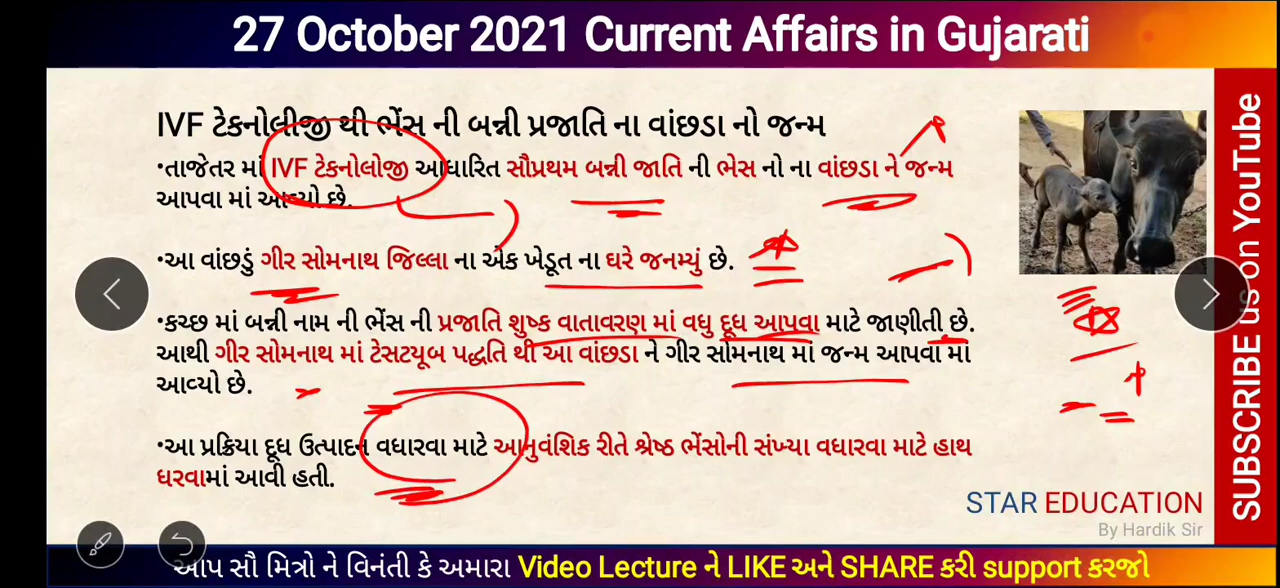 27 October 2021 Current Affairs in Gujarati
IVF ટેકનોલીજી થી ભેંસ ની બન્ની પ્રજાતિ ના વાંછડા નો જન્મ
•તાજેતર માં IVF ટેકનોલોજી આધારિત સૌપ્રથમ બન્ની જાતિ ની ભેસ નો ના વાંછડા ને જન્મ
આપવા માં આવ્યો છે.
•આ વાંછડું ગીર સોમનાથ જિલ્લા ના એક ખેડૂત ના ઘરે જનમ્યું છે.
•કચ્છ માં બન્ની નામ ની ભેંસ ની પ્રજાતિ શુષ્ક વાતાવરણ માં વધુ દૂધ આપવા માટે જાણીતી છે.
આથી ગીર સોમનાથ માં ટેસટયૂબ પદ્ધતિ થી આ વાંછડા ને ગીર સોમનાથ માં જન્મ આપવા માં
આવ્યો છે.
•આ પ્રક્રિયા દૂધ ઉત્પાદન વધારવા માટે આનુવંશિક રીતે શ્રેષ્ઠ ભેંસોની સંખ્યા વધારવા માટે હાથ
ધરવામાં આવી હતી.
STAR EDUCATION
By Hardik Sir
SUBSCRIBE us on YouTube
આપ સૌ મિત્રો ને વિનંતી કે અમારા Video Lecture ને LIKE અને SHARE કરી support કરજો